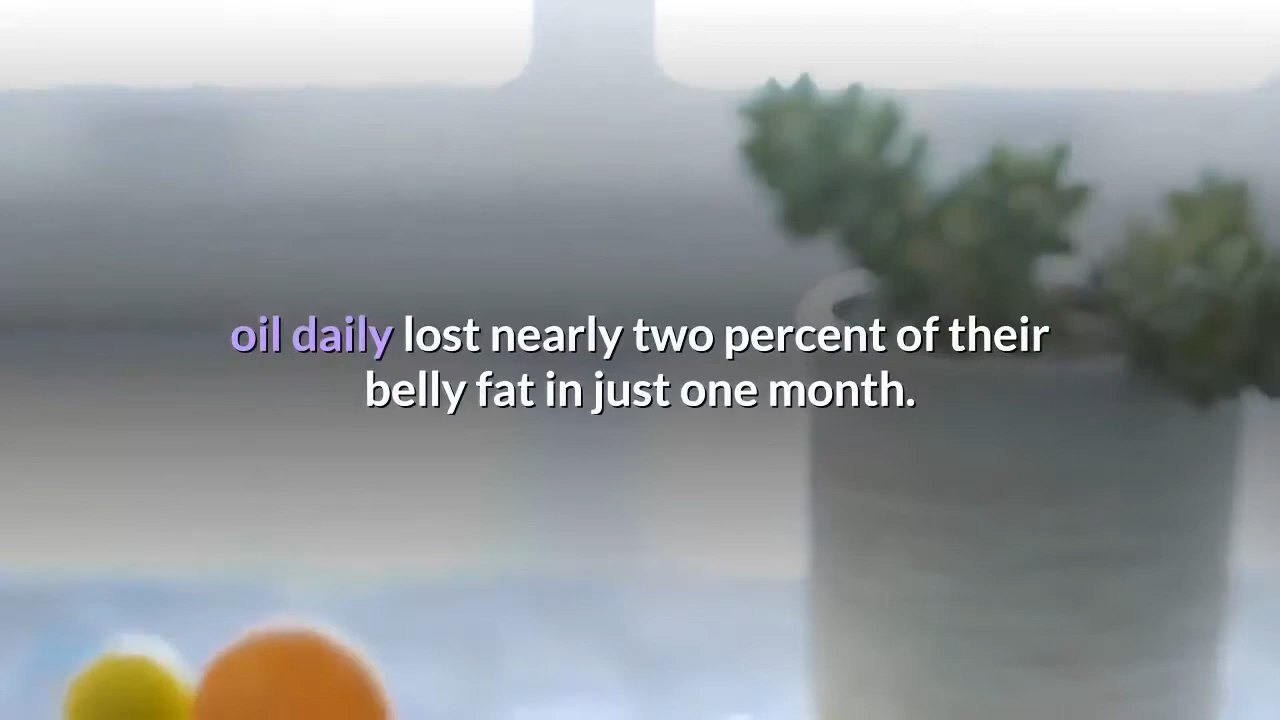 oil daily lost nearly two percent of their
belly fat in just one month.